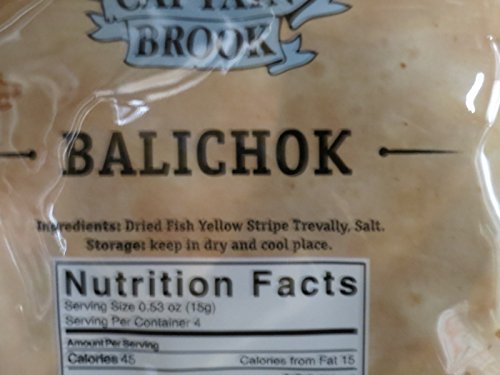 CAPTAIN
BROOK
BALICHOK
Ingredients: Dried Fish Yellow Stripe Trevally, Salt.
Storage: keep in dry and cool place.
Nutrition Facts
Serving Size 0.53 oz (15g)
Serving Per Container 4
Amount Per Serving
Calories 45 Calories from Fat 15